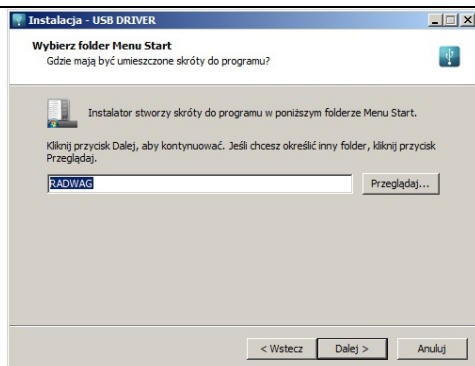 Instalacja - USB DRIVER
Wybierz folder Menu Start
Gdzie mają być umieszczone skróty do programu?
Instalator stworzy skróty do programu w poniższym folderze Menu Start.
Kliknij przycisk Dalej, aby kontynuować. Jeśli chcesz określić inny folder, kliknij przycisk
Przeglądaj.
RADWAG
Przeglądaj...
< Wstecz
Dalej >
Anuluj